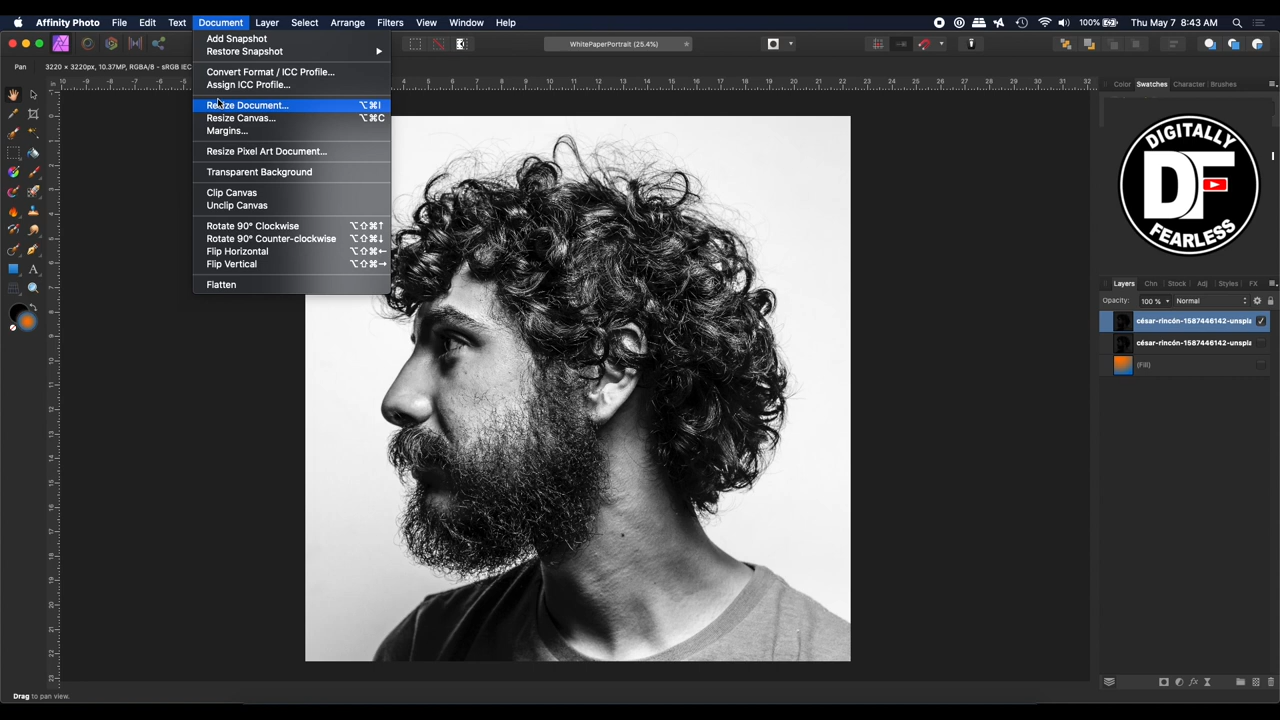 Affinity Photo File Edit Text Document Layer Select Arrange Filters View Window Help 100% Thu May 7 8:43 AM
WhitePaperPortrait (25.4%)
Pan 3220 × 3220px, 10.37MP, RGBA/8 - sRGB IEC
Add Snapshot
Restore Snapshot
Convert Format / ICC Profile...
Assign ICC Profile...
Resize Document... ⌥⌘I
Resize Canvas... ⌥⌘C
Margins...
Resize Pixel Art Document...
Transparent Background
Clip Canvas
Unclip Canvas
Rotate 90° Clockwise ⌥⇧⌘↑
Rotate 90° Counter-clockwise ⌥⇧⌘↓
Flip Horizontal ⌥⇧⌘←
Flip Vertical ⌥⇧⌘→
Flatten
Color Swatches Character Brushes
DIGITALLY
DF
FEARLESS
Layers Chn Stock Adj Styles FX
Opacity: 100 % Normal
césar-rincón-1587446142-unspla
césar-rincón-1587446142-unspla
(Fill)
Drag to pan view.